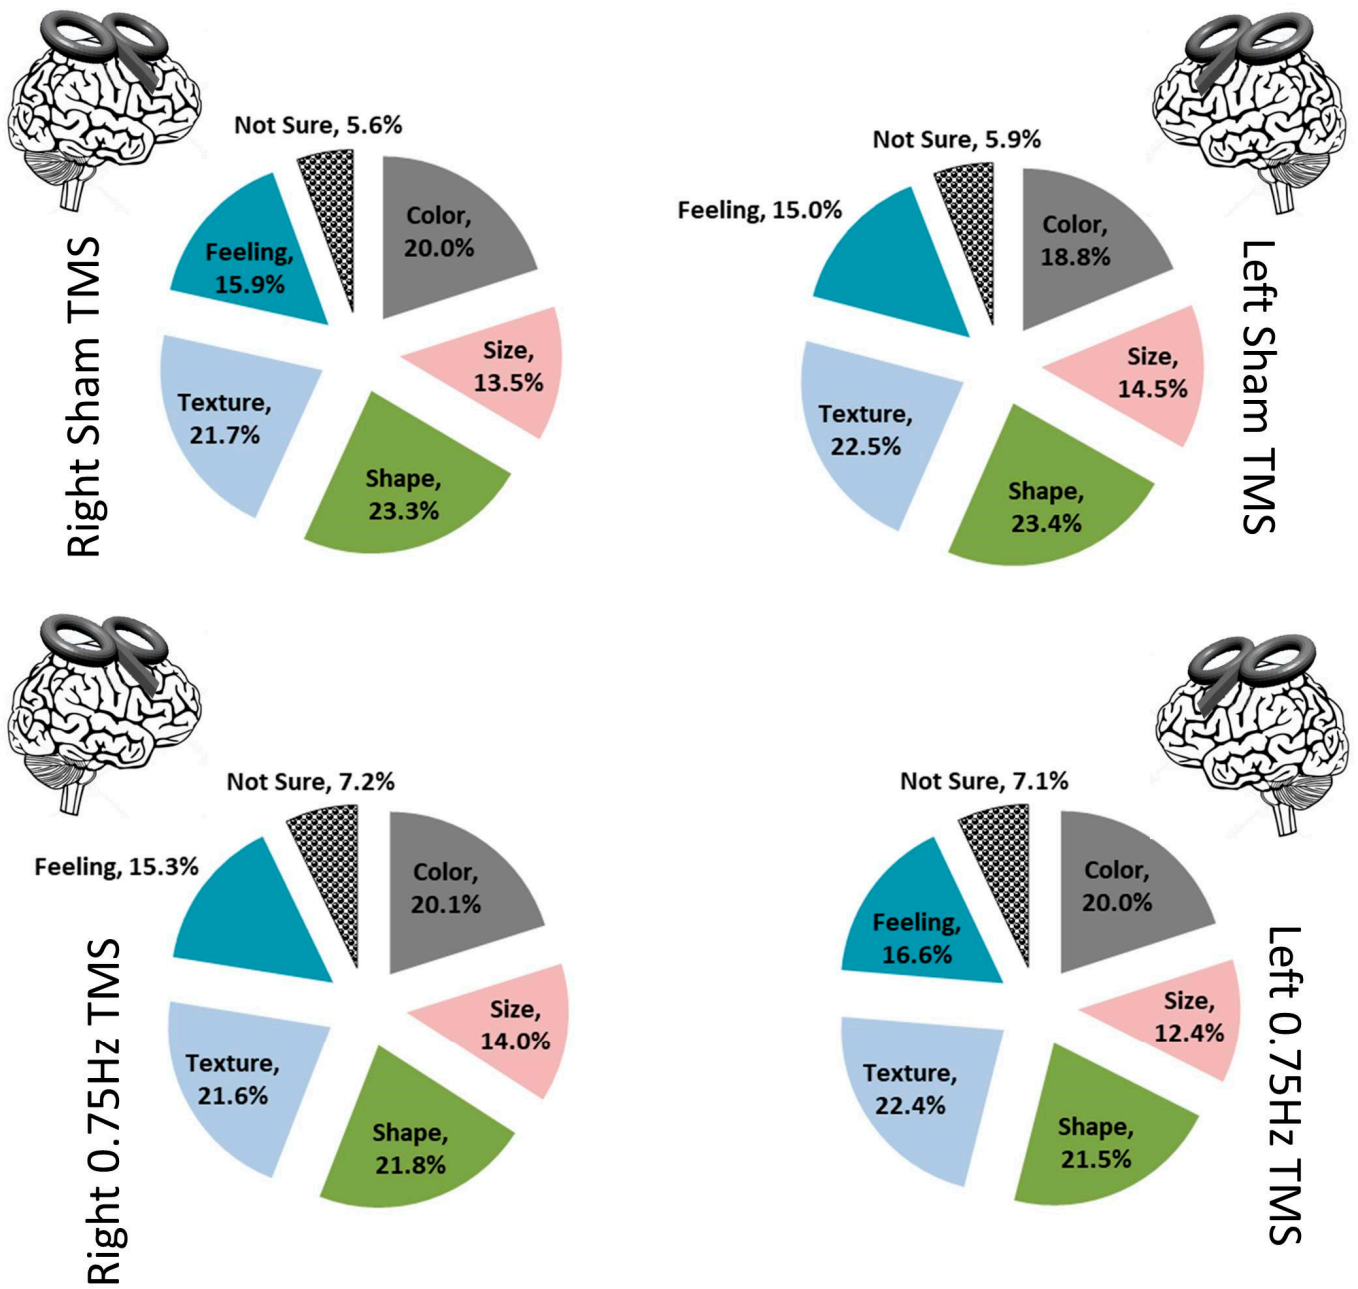 Right Sham TMS
Not Sure, 5.6%
Color,
20.0%
Size,
13.5%
Shape,
23.3%
Texture,
21.7%
Feeling,
15.9%
Left Sham TMS
Not Sure, 5.9%
Color,
18.8%
Size,
14.5%
Shape,
23.4%
Texture,
22.5%
Feeling, 15.0%
Right 0.75Hz TMS
Not Sure, 7.2%
Color,
20.1%
Size,
14.0%
Shape,
21.8%
Texture,
21.6%
Feeling, 15.3%
Left 0.75Hz TMS
Not Sure, 7.1%
Color,
20.0%
Size,
12.4%
Shape,
21.5%
Texture,
22.4%
Feeling,
16.6%